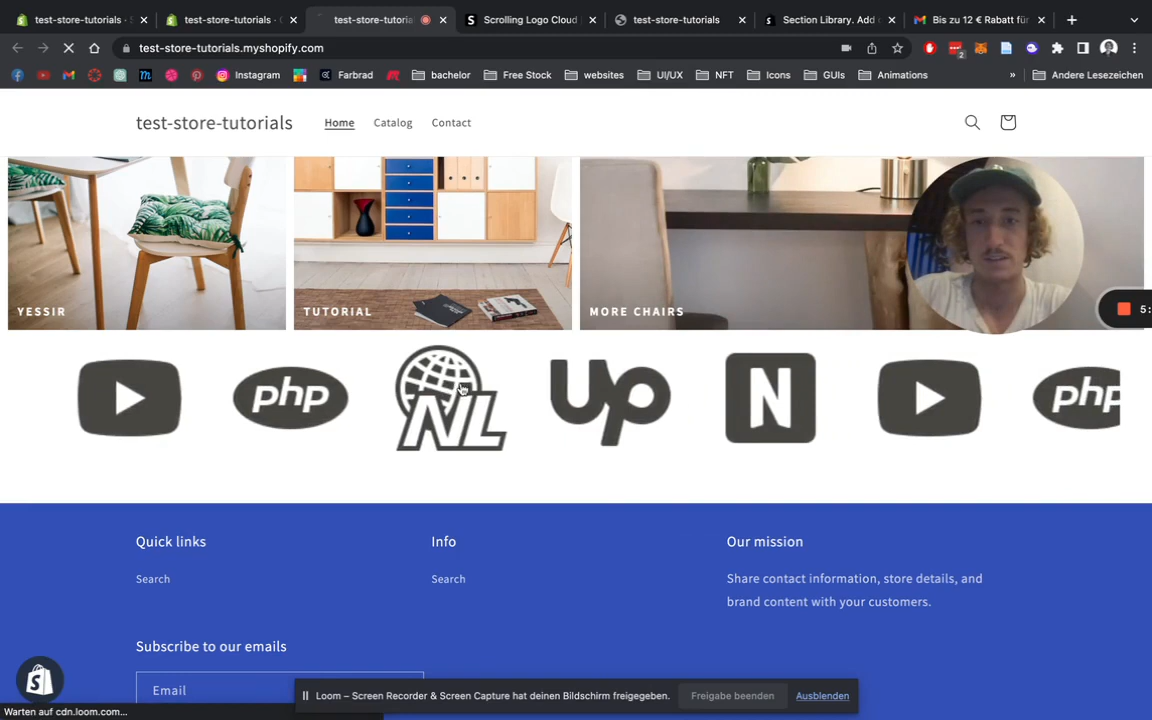 test-store-tutorials ·
test-store-tutorials · (
test-store-tutoria
Scrolling Logo Cloud
test-store-tutorials
Section Library. Add
Bis zu 12 € Rabatt für
test-store-tutorials.myshopify.com
2
Instagram
Farbrad
bachelor
Free Stock
websites
UI/UX
NFT
Icons
GUIs
Animations
»
Andere Lesezeichen
test-store-tutorials
Home
Catalog
Contact
YESSIR
TUTORIAL
MORE CHAIRS
5:
php
NL
Up
N
php
Quick links
Info
Our mission
Search
Search
Share contact information, store details, and
brand content with your customers.
Subscribe to our emails
Email
Loom – Screen Recorder & Screen Capture hat deinen Bildschirm freigegeben.
Freigabe beenden
Ausblenden
Warten auf cdn.loom.com...